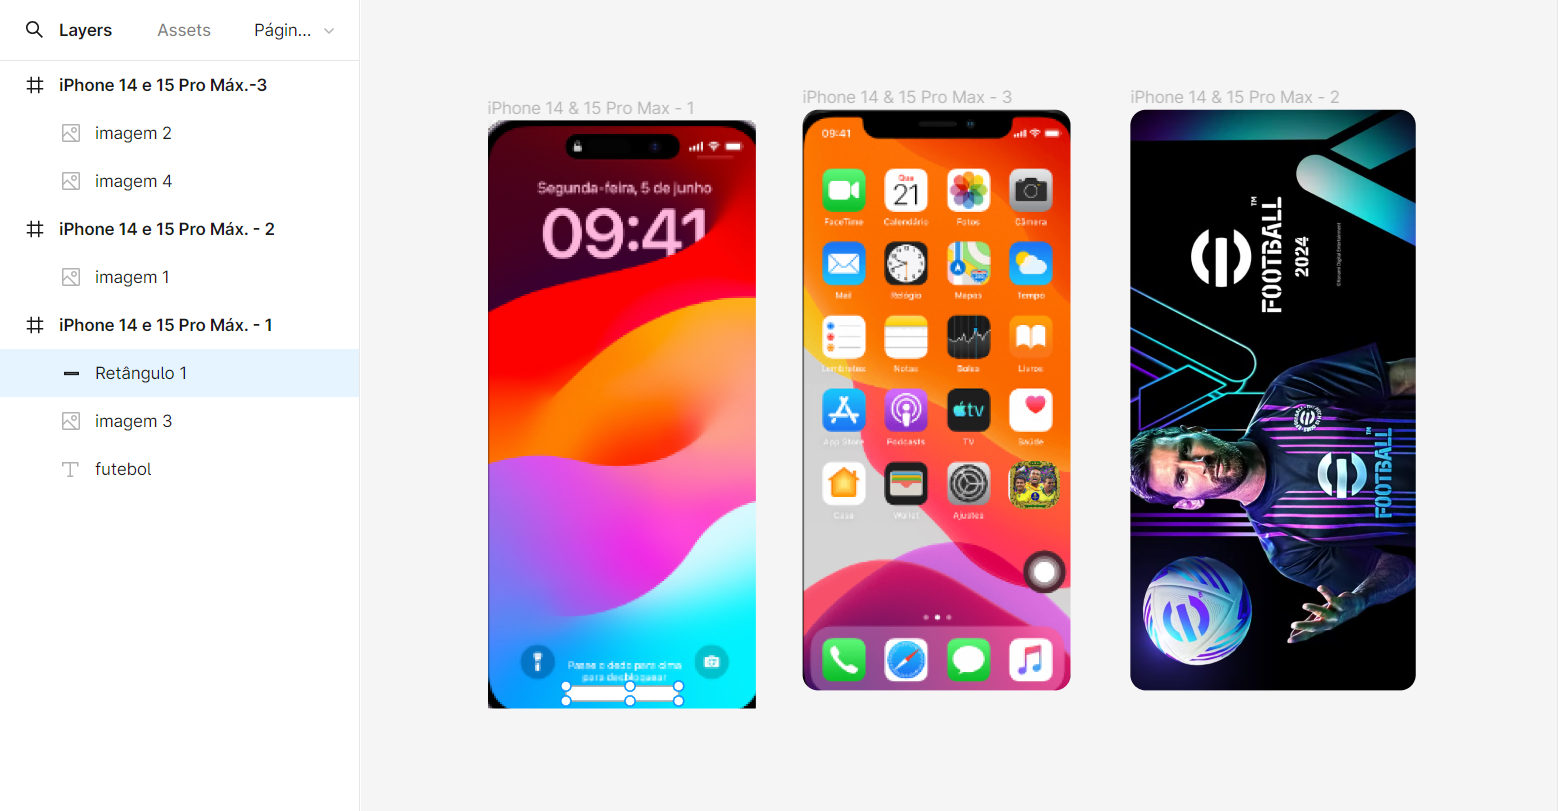 Layers Assets Págin...
iPhone 14 e 15 Pro Máx.-3
imagem 2
imagem 4
iPhone 14 e 15 Pro Máx. - 2
imagem 1
iPhone 14 e 15 Pro Máx. - 1
Retângulo 1
imagem 3
futebol
iPhone 14 & 15 Pro Max - 1
Segunda-feira, 5 de junho
09:41
Passe o dedo para cima
para desbloquear
iPhone 14 & 15 Pro Max - 3
09:41
Qua
21
FaceTime Calendário Fotos Câmera
Mail Relógio Mapas Tempo
Lembretes Notas Bolsa Livros
tv
App Store Podcasts TV Saúde
Casa Wallet Ajustes
iPhone 14 & 15 Pro Max - 2
FOOTBALL™
2024
©Konami Digital Entertainment
FOOTBALL™